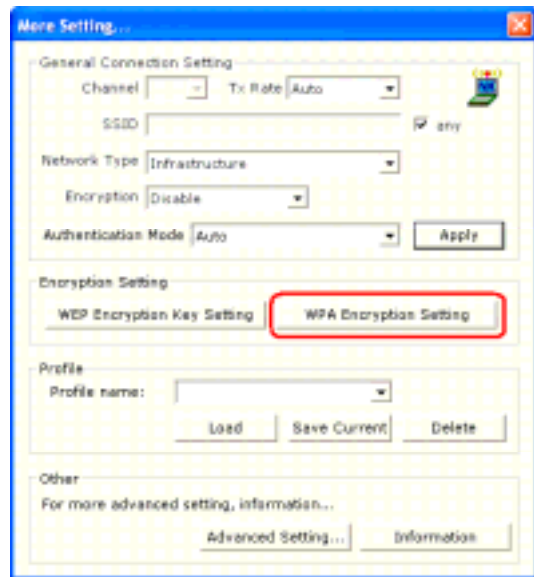 More Setting...
General Connection Setting
Channel Tx Rate Auto
SSID any
Network Type Infrastructure
Encryption Disable
Authentication Mode Auto Apply
Encryption Setting
WEP Encryption Key Setting WPA Encryption Setting
Profile
Profile name:
Load Save Current Delete
Other
For more advanced setting, information...
Advanced Setting... Information